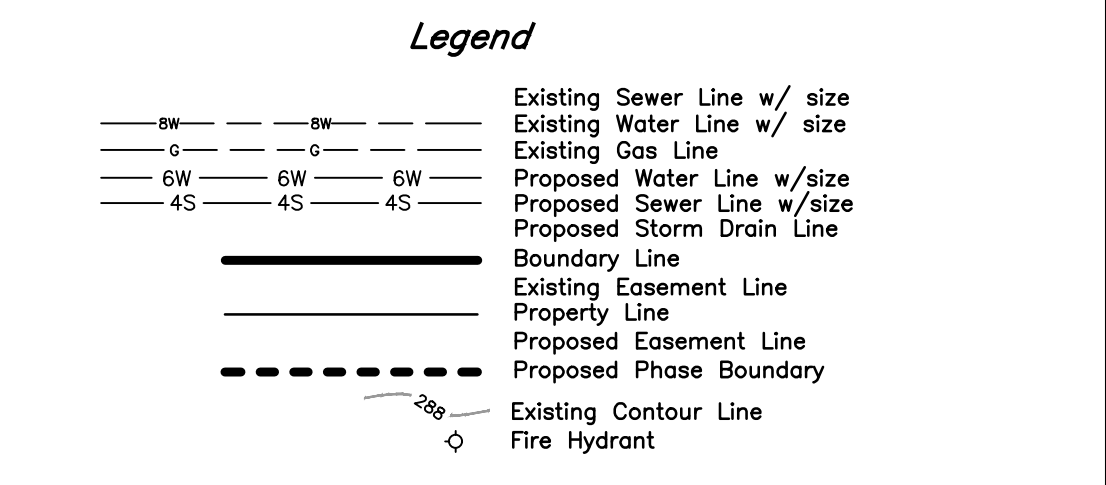 Legend
Existing Sewer Line w/ size
8W 8W Existing Water Line w/ size
G G Existing Gas Line
6W 6W 6W Proposed Water Line w/size
4S 4S 4S Proposed Sewer Line w/size
Proposed Storm Drain Line
Boundary Line
Existing Easement Line
Property Line
Proposed Easement Line
Proposed Phase Boundary
288 Existing Contour Line
Fire Hydrant